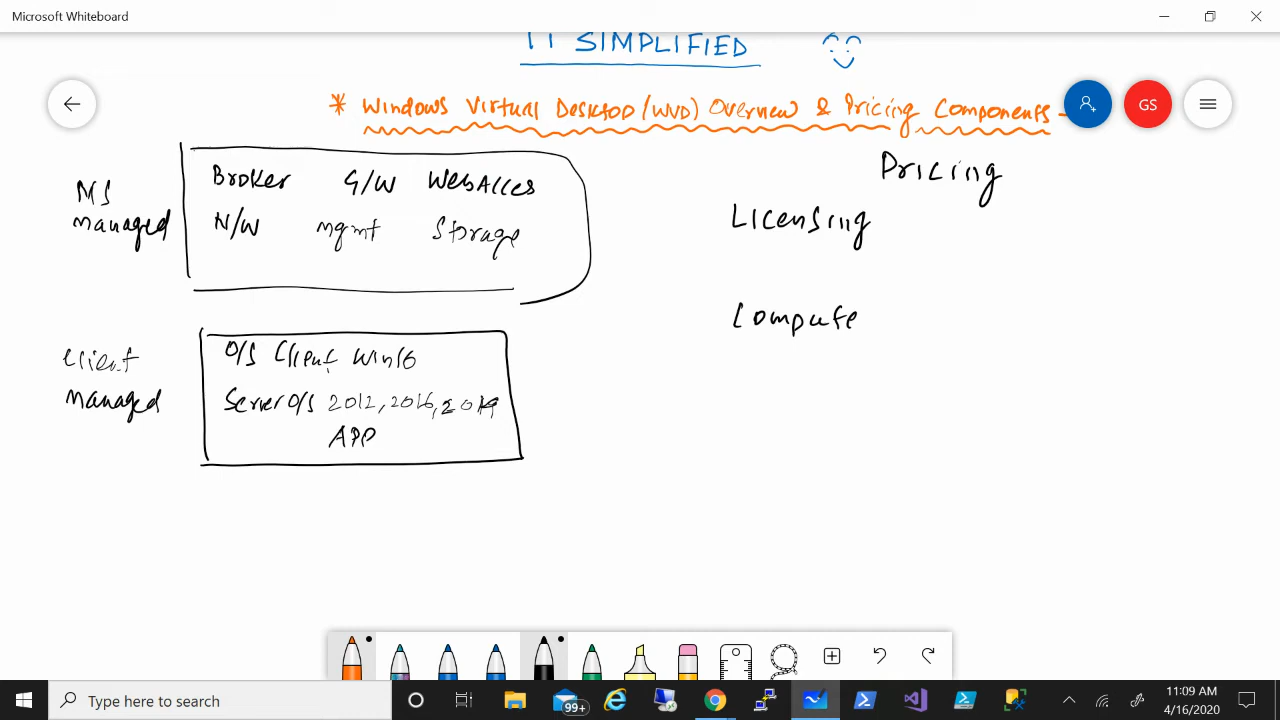 Microsoft Whiteboard
IT SIMPLIFIED
* Windows Virtual Desktop (WVD) Overview & Pricing Components -
GS
Broker G/W WebAcces
N/W mgmt Storage
MS
managed
Client
Managed
O/S Client Win10
Server O/S 2012, 2016, 2019
APP
Pricing
Licensing
Compute
Type here to search
99+
11:09 AM
4/16/2020